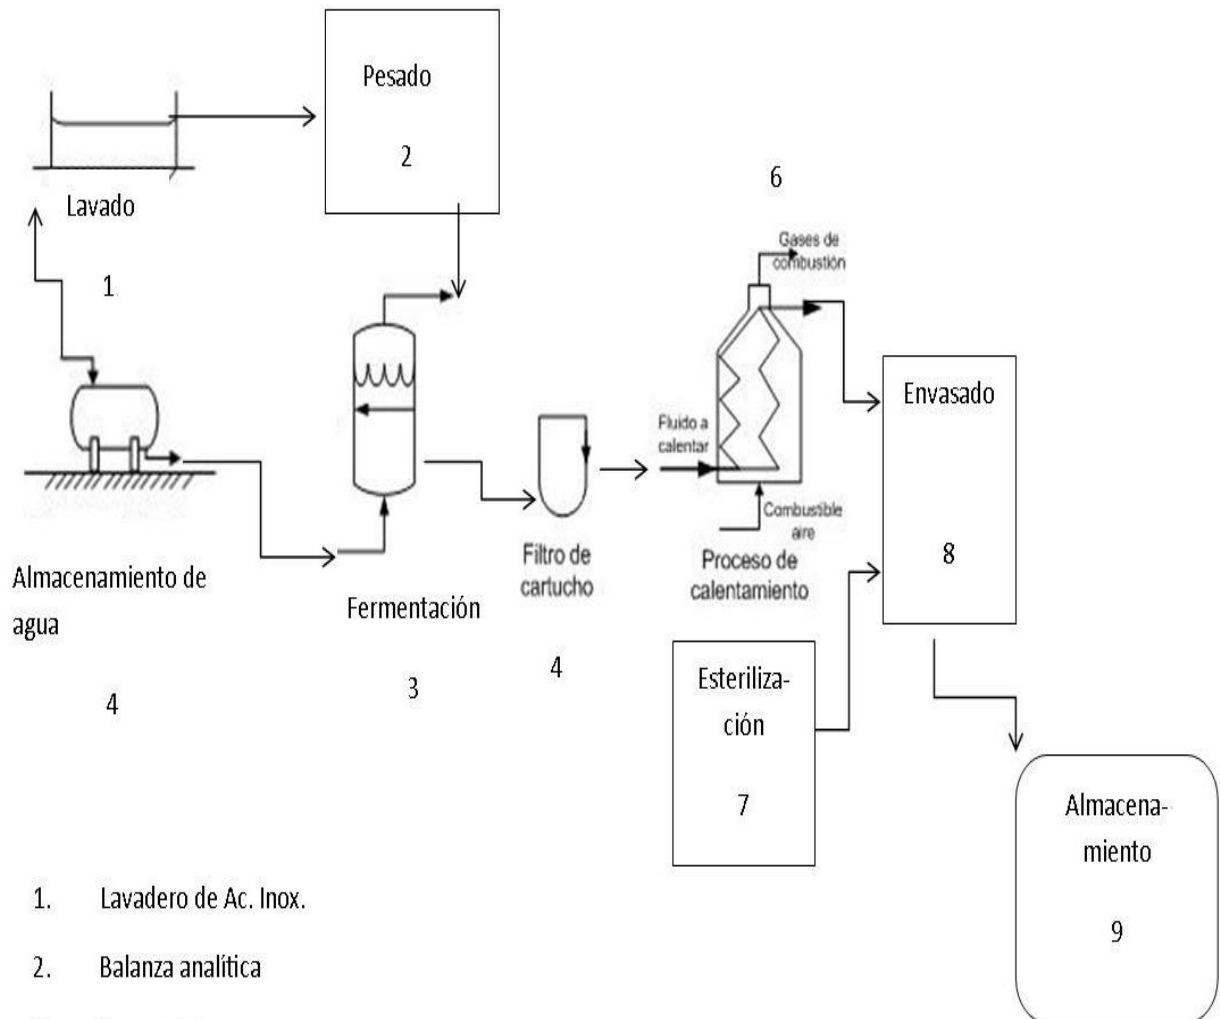 Pesado
2
Lavado
1
6
Gases de
combustión
Fluido a
calentar
Combustible
aire
Proceso de
calentamiento
Envasado
8
Almacenamiento de
agua
4
Fermentación
3
Filtro de
cartucho
4
Esteriliza-
ción
7
Almacena-
miento
9
1. Lavadero de Ac. Inox.
2. Balanza analítica